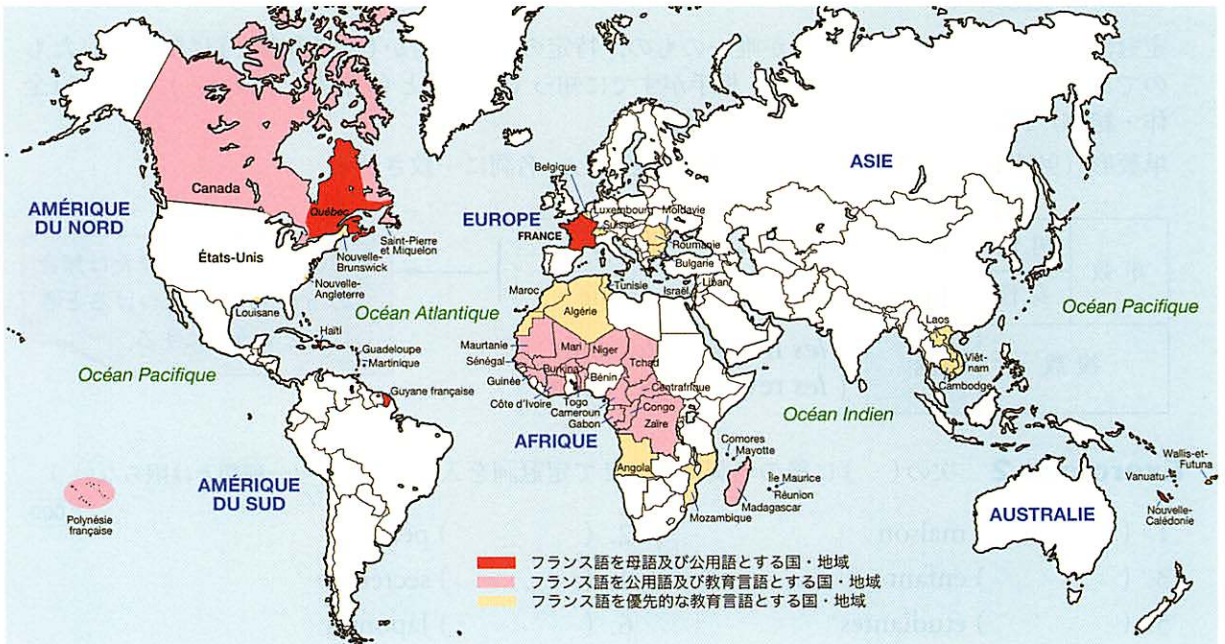 Canada
Québec
AMÉRIQUE
DU NORD
États-Unis
Saint-Pierre
et Miquelon
Nouvelle-
Brunswick
Nouvelle-
Angleterre
Louisane
Haïti
Guadeloupe
Martinique
Océan Atlantique
Océan Pacifique
Guyane française
AMÉRIQUE
DU SUD
Polynésie
française
Belgique
EUROPE
FRANCE
Luxembourg
Suisse
Moldavie
Roumanie
Bulgarie
Tunisie
Israël
Liban
Maroc
Algérie
Maurtanie
Mari
Niger
Tchad
Sénégal
Burkina
Guinée
Bénin
Centrafrique
Côte d'Ivoire
Togo
Cameroun
Gabon
Congo
Zaïre
AFRIQUE
Angola
Comores
Mayotte
Ile Maurice
Réunion
Madagascar
Mozambique
ASIE
Océan Pacifique
Laos
Viêt-
nam
Cambodge
Océan Indien
AUSTRALIE
Wallis-et-
Futuna
Vanuatu
Nouvelle-
Calédonie
フランス語を母語及び公用語とする国・地域
フランス語を公用語及び教育言語とする国・地域
フランス語を優先的な教育言語とする国・地域